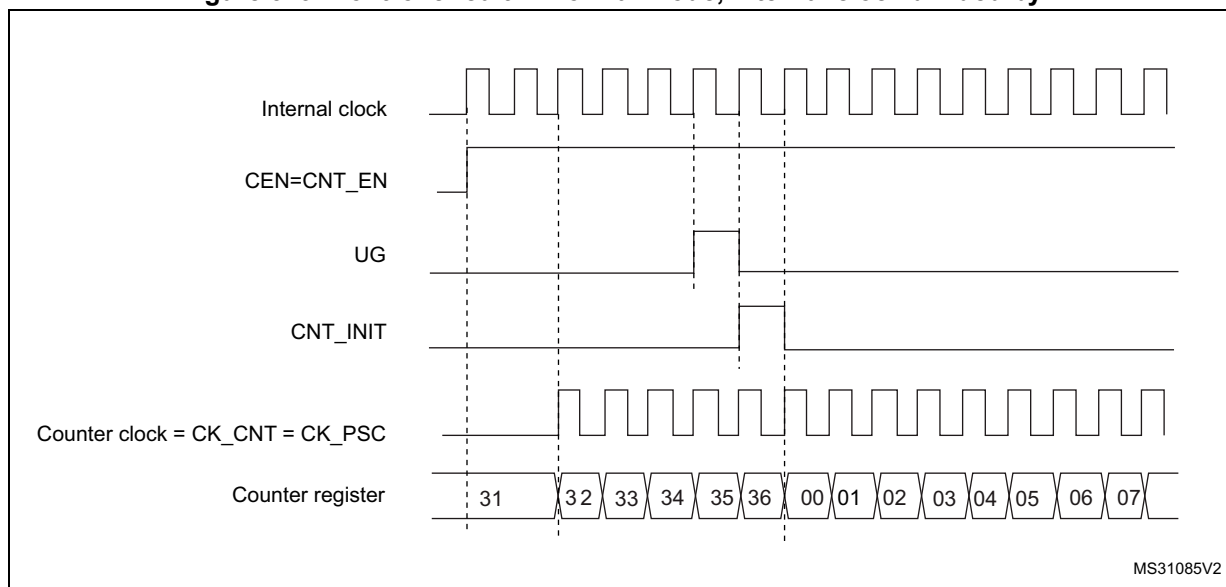 Internal clock
CEN=CNT_EN
UG
CNT_INIT
Counter clock = CK_CNT = CK_PSC
Counter register 31 32 33 34 35 36 00 01 02 03 04 05 06 07
MS31085V2